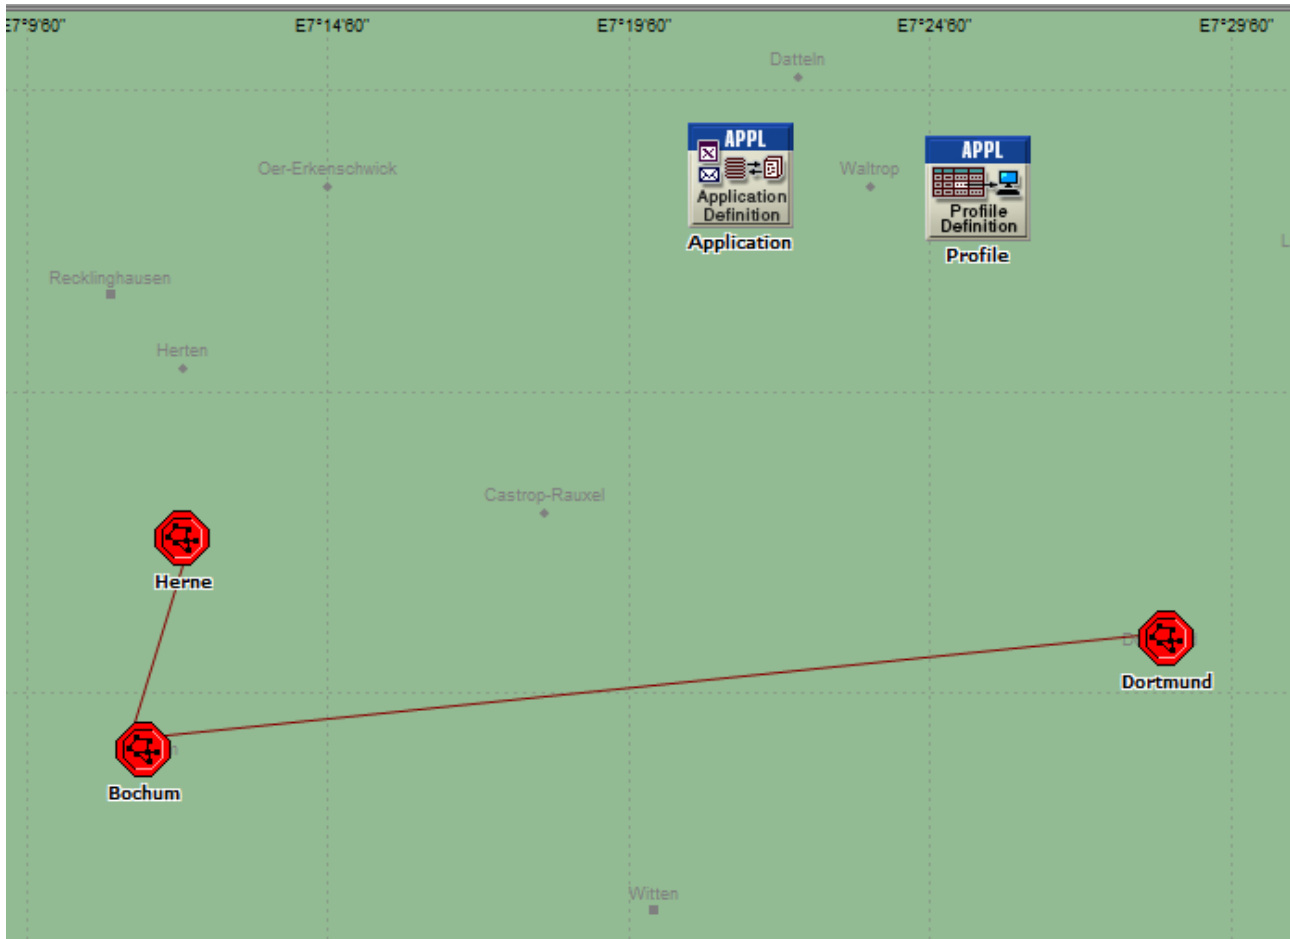 E7°9'60" E7°14'60" E7°19'60" E7°24'60" E7°29'60"
Datteln
APPL
Application
Definition
Application
APPL
Profiile
Definition
Profile
Oer-Erkenschwick
Waltrop
L
Recklinghausen
Herten
Castrop-Rauxel
Herne
Dortmund
Bochum
Witten